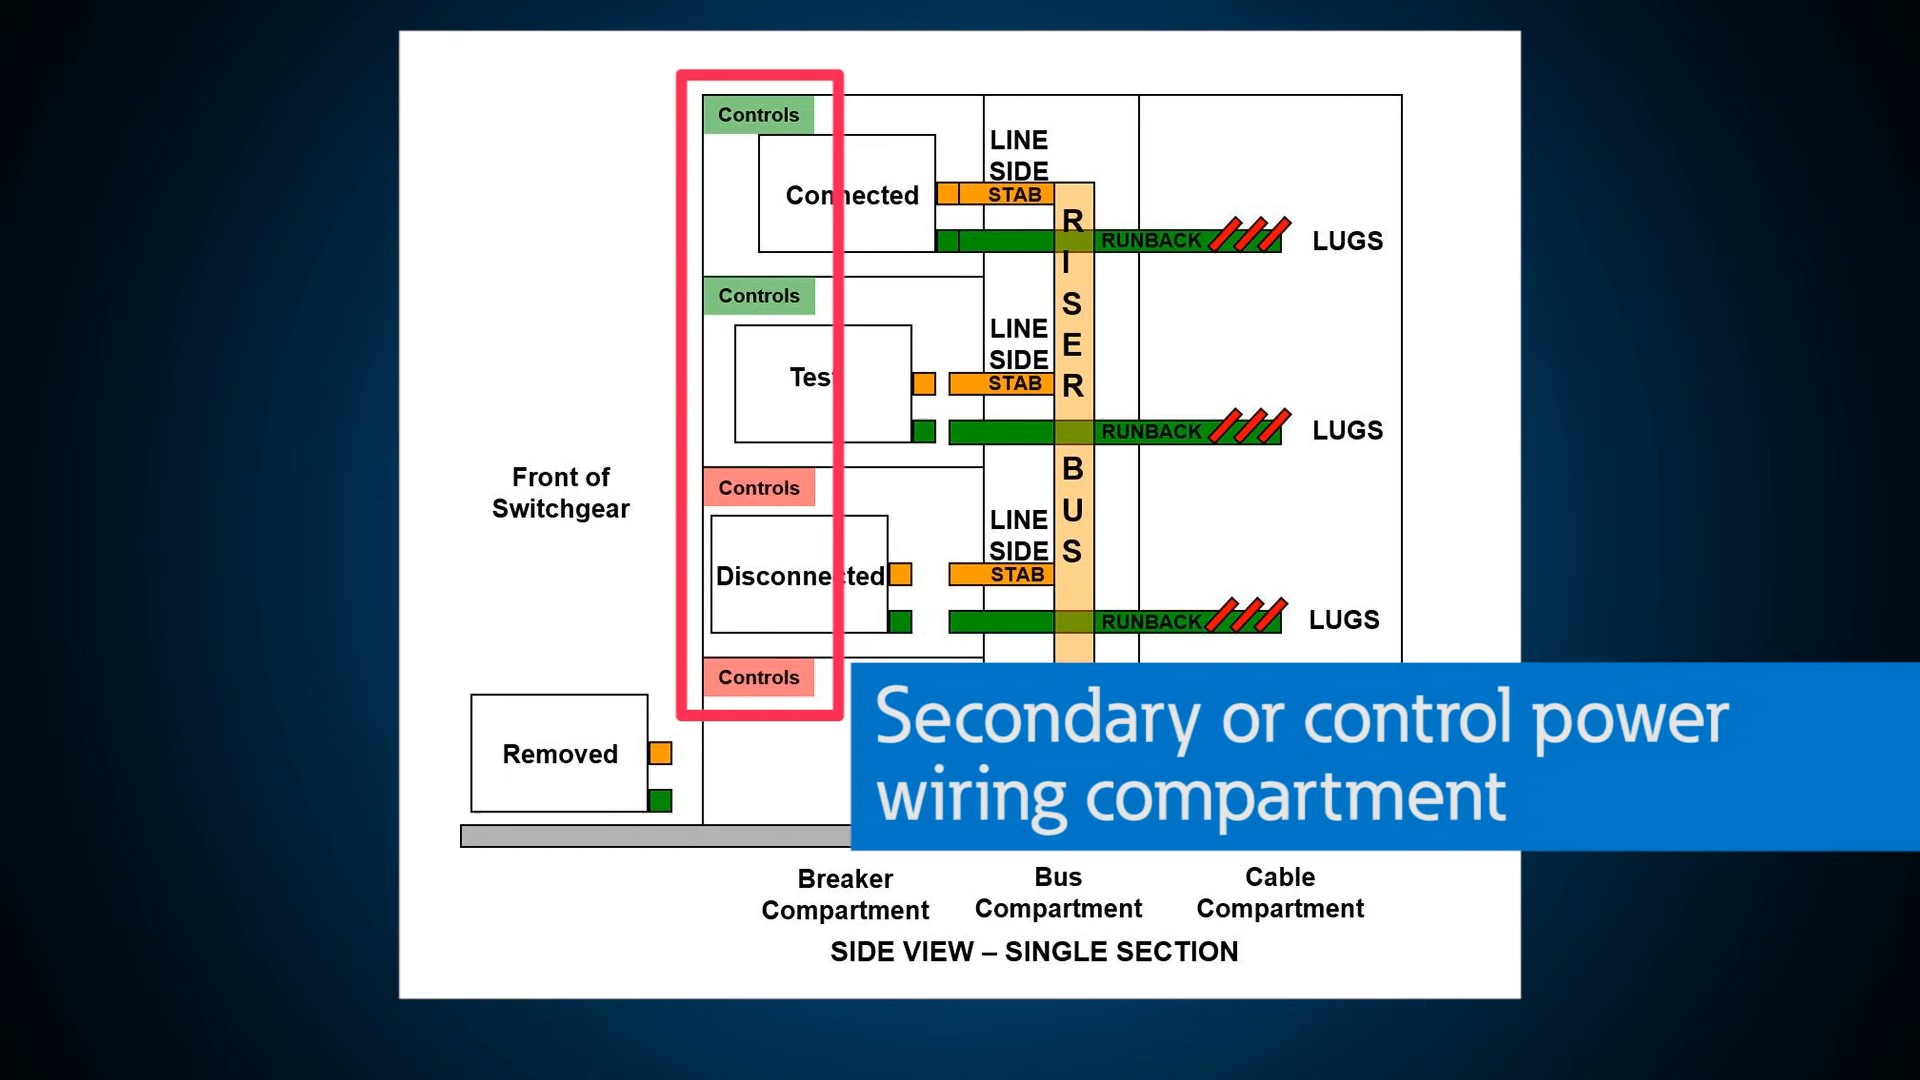 Controls
LINE
SIDE
Connected
STAB
RISER BUS
RUNBACK
LUGS
Controls
LINE
SIDE
Test
STAB
RUNBACK
LUGS
Front of
Switchgear
Controls
LINE
SIDE
Disconnected
STAB
RUNBACK
LUGS
Controls
Removed
Secondary or control power
wiring compartment
Breaker
Compartment
Bus
Compartment
Cable
Compartment
SIDE VIEW – SINGLE SECTION